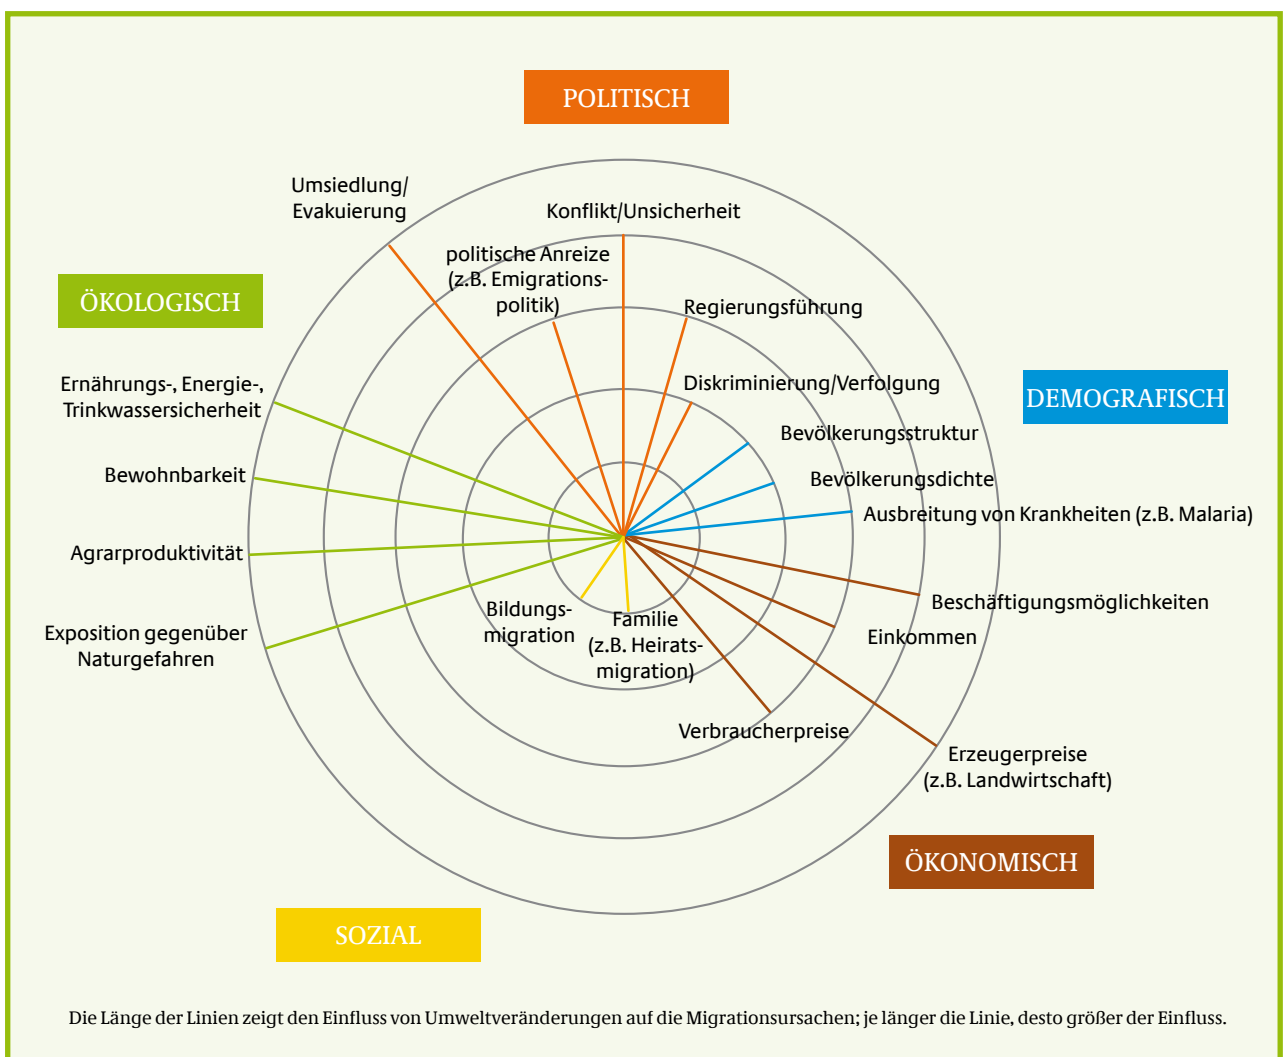 POLITISCH
Umsiedlung/
Evakuierung
Konflikt/Unsicherheit
politische Anreize
(z.B. Emigrations-
politik)
Regierungsführung
Diskriminierung/Verfolgung
ÖKOLOGISCH
Ernährungs-, Energie-,
Trinkwassersicherheit
Bewohnbarkeit
Agrarproduktivität
Exposition gegenüber
Naturgefahren
DEMOGRAFISCH
Bevölkerungsstruktur
Bevölkerungsdichte
Ausbreitung von Krankheiten (z.B. Malaria)
Beschäftigungsmöglichkeiten
Einkommen
Bildungs-
migration
Familie
(z.B. Heirats-
migration)
Verbraucherpreise
Erzeugerpreise
(z.B. Landwirtschaft)
ÖKONOMISCH
SOZIAL
Die Länge der Linien zeigt den Einfluss von Umweltveränderungen auf die Migrationsursachen; je länger die Linie, desto größer der Einfluss.